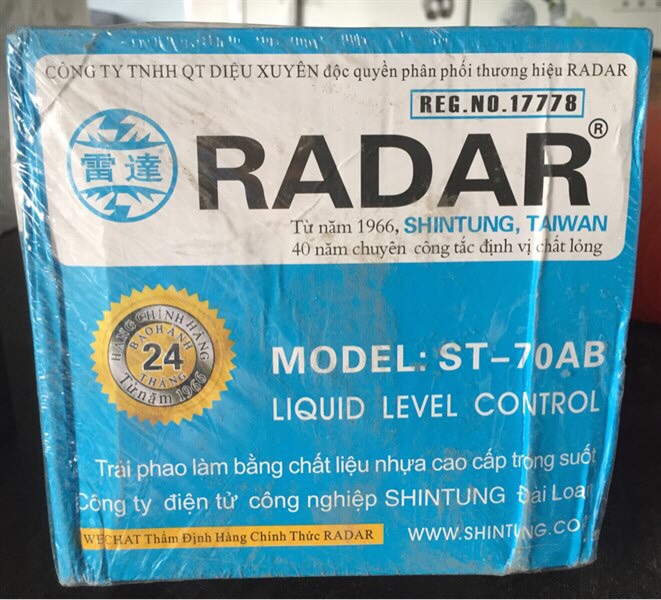 CÔNG TY TNHH QT DIỆU XUYÊN độc quyền phân phối thương hiệu RADAR
REG.NO.17778
雷達
RADAR®
Từ năm 1966, SHINTUNG, TAIWAN
40 năm chuyên công tắc định vị chất lỏng
HÀNG CHÍNH HÃNG
BẢO HÀNH
24
THÁNG
Từ năm 1966
MODEL: ST-70AB
LIQUID LEVEL CONTROL
Trái phao làm bằng chất liệu nhựa cao cấp trong suốt
Công ty điện tử công nghiệp SHINTUNG Đài Loan
WECHAT Thẩm Định Hàng Chính Thức RADAR
WWW.SHINTUNG.CO